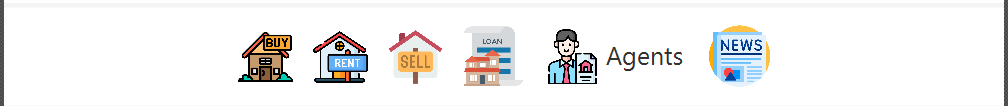 BUY
RENT
SELL
LOAN
Agents
NEWS